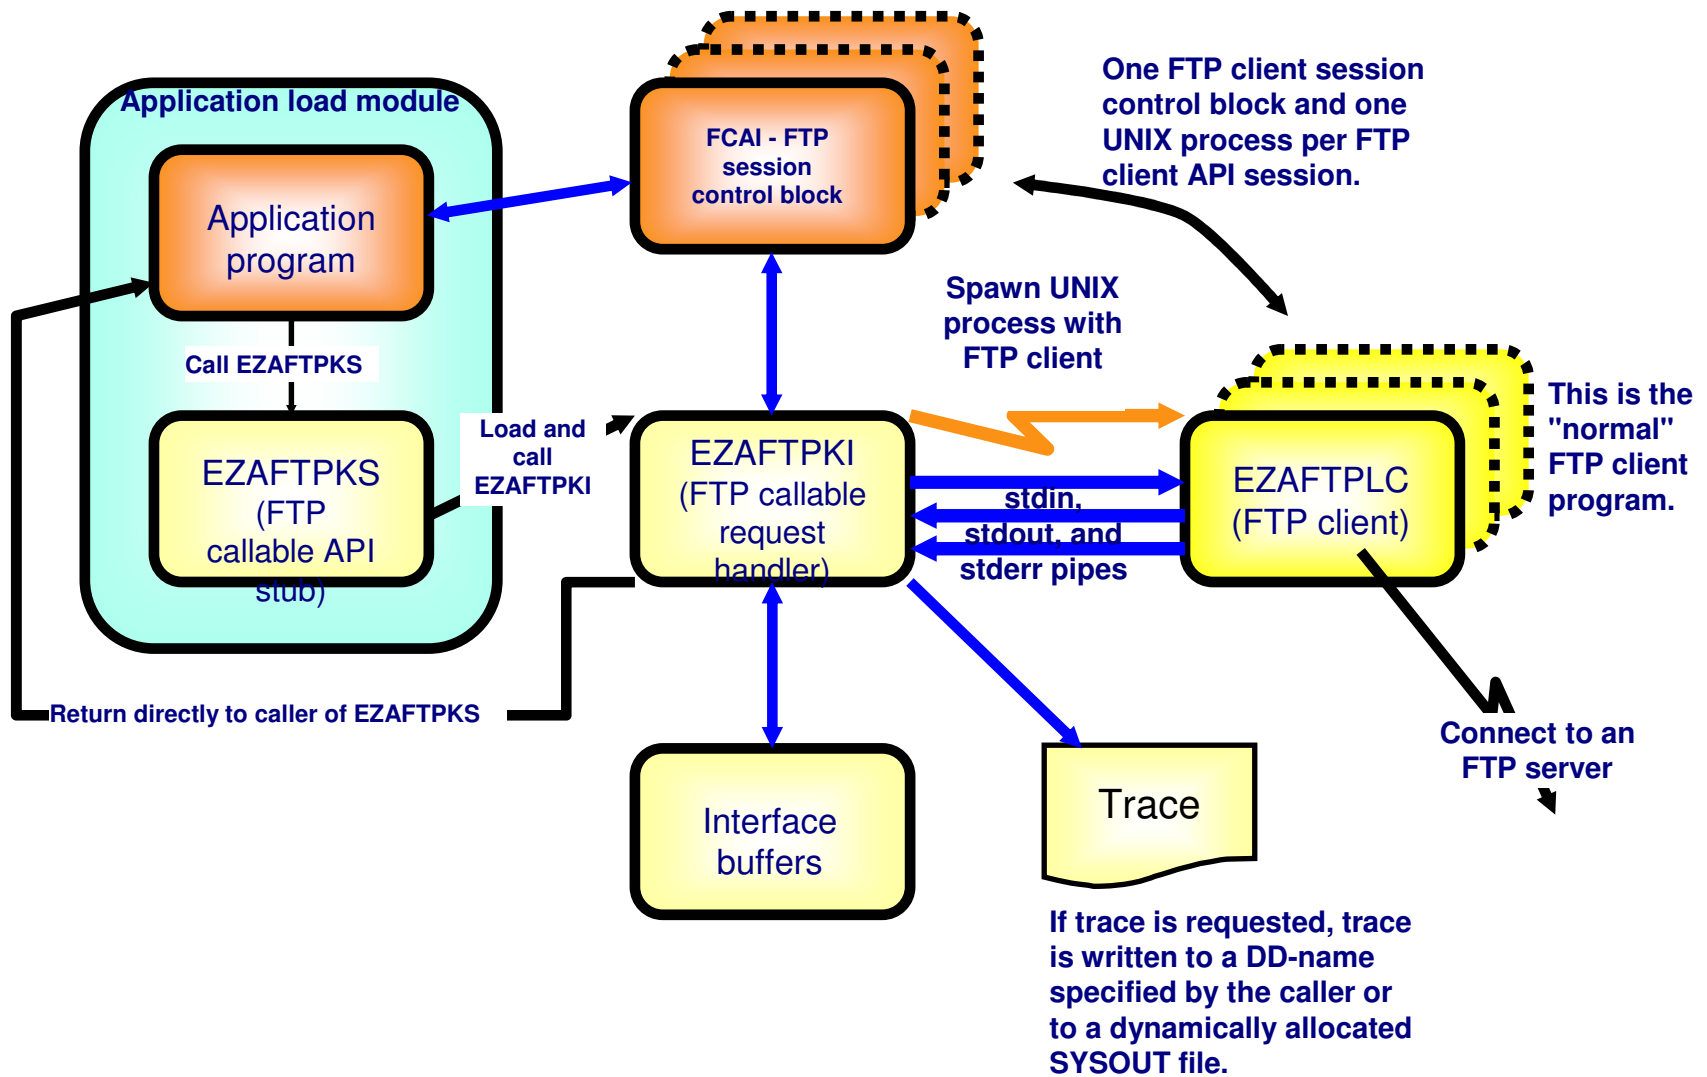 Application load module
Application
program
Call EZAFTPKS
EZAFTPKS
(FTP
callable API
stub)
Return directly to caller of EZAFTPKS
Load and
call
EZAFTPKI
FCAI - FTP
session
control block
EZAFTPKI
(FTP callable
request
handler)
Interface
buffers
One FTP client session
control block and one
UNIX process per FTP
client API session.
Spawn UNIX
process with
FTP client
stdin,
stdout, and
stderr pipes
EZAFTPLC
(FTP client)
This is the
"normal"
FTP client
program.
Connect to an
FTP server
Trace
If trace is requested, trace
is written to a DD-name
specified by the caller or
to a dynamically allocated
SYSOUT file.